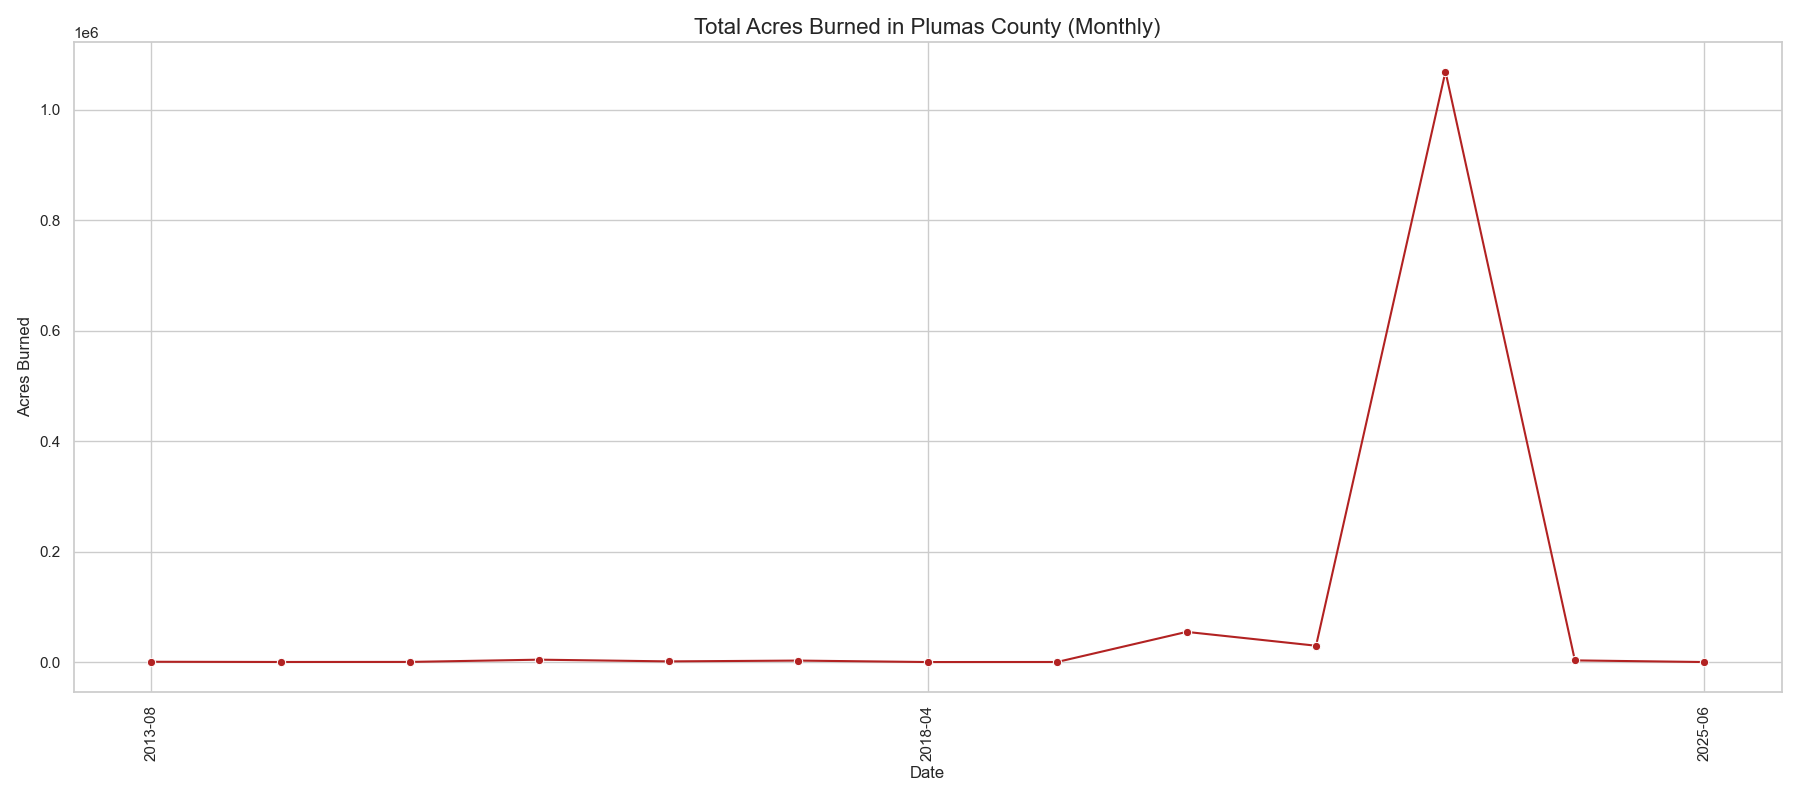 Total Acres Burned in Plumas County (Monthly)
1e6
1.0
0.8
0.6
0.4
0.2
0.0
Acres Burned
2013-08
2018-04
2025-06
Date